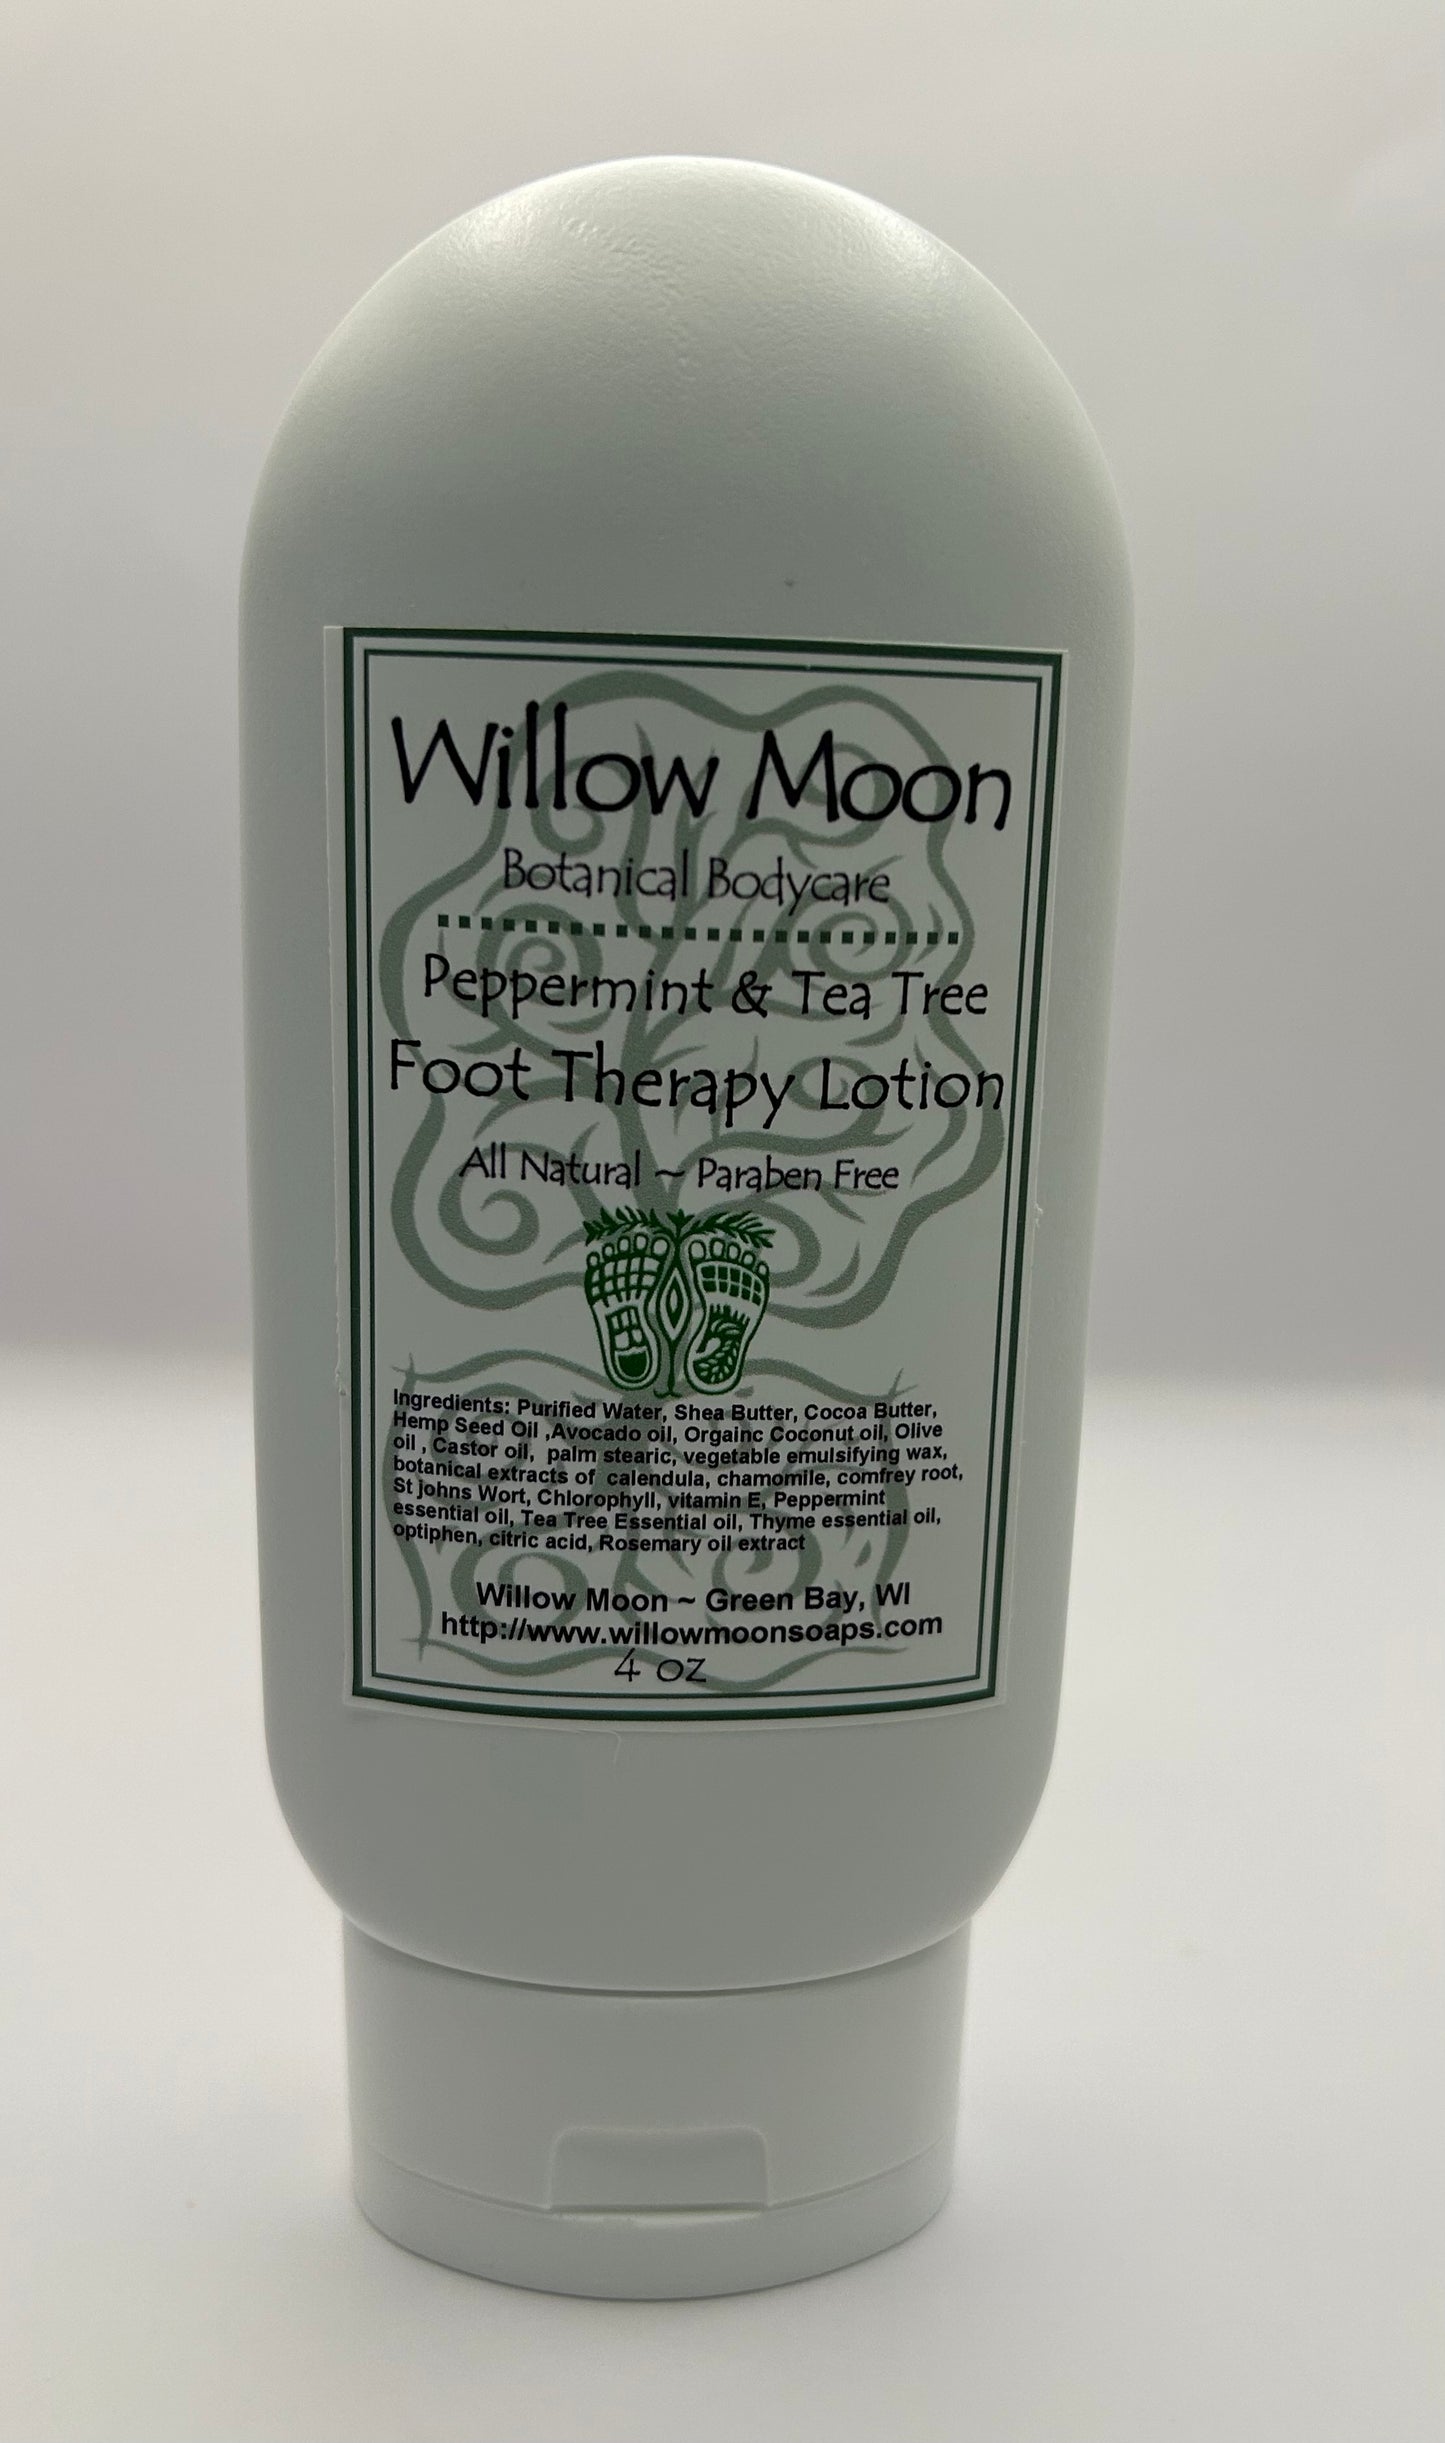 Willow Moon
Botanical Bodycare
Peppermint & Tea Tree
Foot Therapy Lotion
All Natural ~ Paraben Free
Ingredients: Purified Water, Shea Butter, Cocoa Butter,
Hemp Seed Oil ,Avocado oil, Orgainc Coconut oil, Olive
oil , Castor oil, palm stearic, vegetable emulsifying wax,
botanical extracts of calendula, chamomile, comfrey root,
St johns Wort, Chlorophyll, vitamin E, Peppermint
essential oil, Tea Tree Essential oil, Thyme essential oil,
optiphen, citric acid, Rosemary oil extract
Willow Moon ~ Green Bay, WI
http://www.willowmoonsoaps.com
4 oz